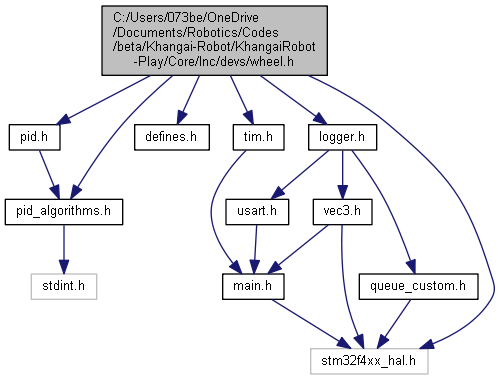 C:/Users/073be/OneDrive
/Documents/Robotics/Codes
/beta/Khangai-Robot/KhangaiRobot
-Play/Core/Inc/devs/wheel.h
pid.h
defines.h
tim.h
logger.h
pid_algorithms.h
usart.h
vec3.h
stdint.h
main.h
queue_custom.h
stm32f4xx_hal.h